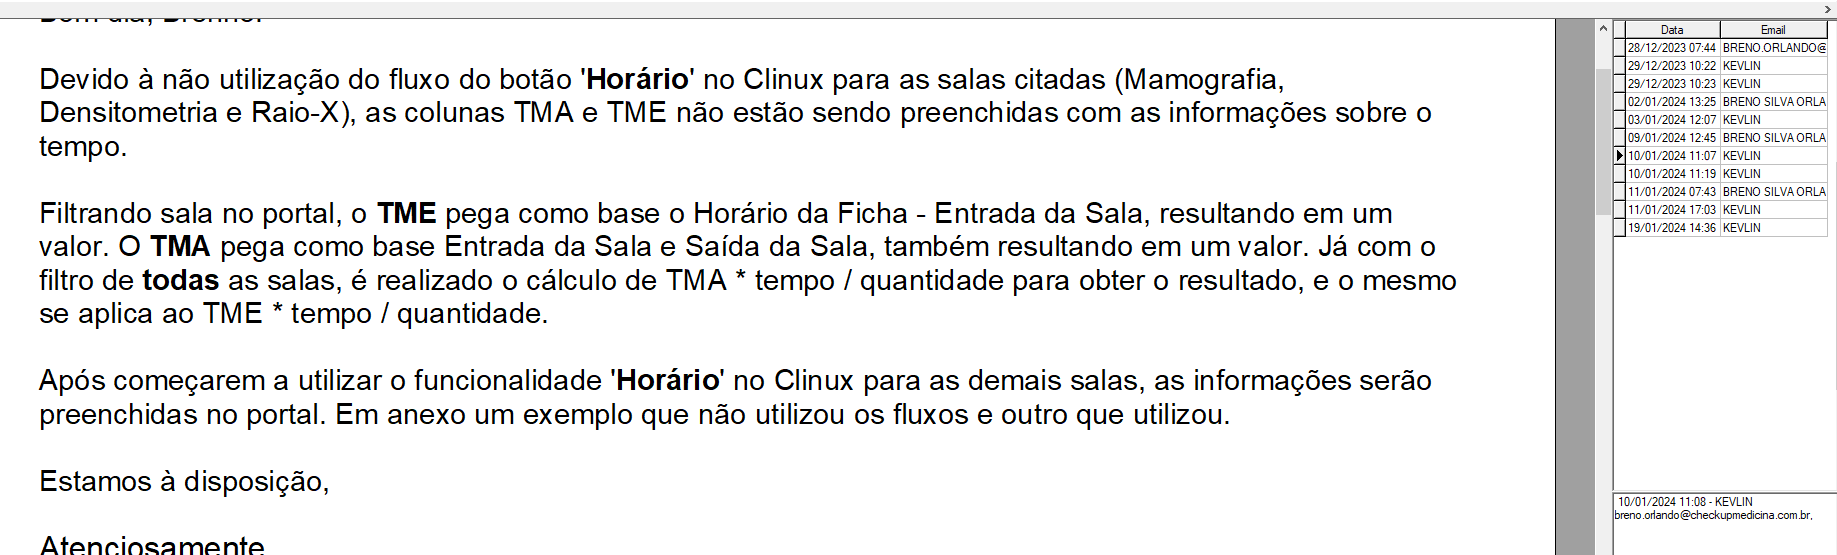 Bom dia, Brenno.
Devido à não utilização do fluxo do botão 'Horário' no Clinux para as salas citadas (Mamografia,
Densitometria e Raio-X), as colunas TMA e TME não estão sendo preenchidas com as informações sobre o
tempo.
Filtrando sala no portal, o TME pega como base o Horário da Ficha - Entrada da Sala, resultando em um
valor. O TMA pega como base Entrada da Sala e Saída da Sala, também resultando em um valor. Já com o
filtro de todas as salas, é realizado o cálculo de TMA * tempo / quantidade para obter o resultado, e o mesmo
se aplica ao TME * tempo / quantidade.
Após começarem a utilizar o funcionalidade 'Horário' no Clinux para as demais salas, as informações serão
preenchidas no portal. Em anexo um exemplo que não utilizou os fluxos e outro que utilizou.
Estamos à disposição,
Atenciosamente
Data Email
28/12/2023 07:44 BRENO.ORLANDO@
29/12/2023 10:22 KEVLIN
29/12/2023 10:23 KEVLIN
02/01/2024 13:25 BRENO SILVA ORLA
03/01/2024 12:07 KEVLIN
09/01/2024 12:45 BRENO SILVA ORLA
10/01/2024 11:07 KEVLIN
10/01/2024 11:19 KEVLIN
11/01/2024 07:43 BRENO SILVA ORLA
11/01/2024 17:03 KEVLIN
19/01/2024 14:36 KEVLIN
10/01/2024 11:08 - KEVLIN
breno.orlando@checkupmedicina.com.br,